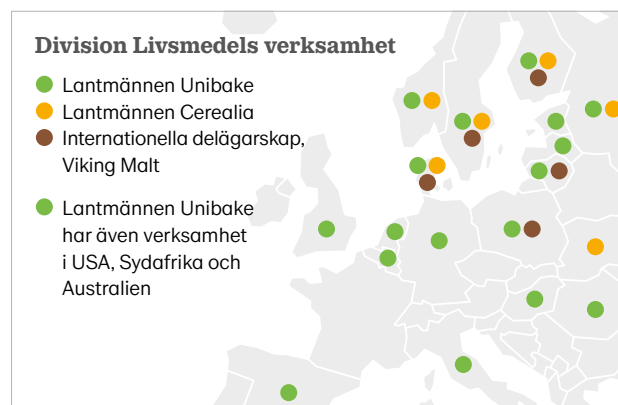 Division Livsmedels verksamhet
Lantmännen Unibake
Lantmännen Cerealia
Internationella delägarskap,
Viking Malt
Lantmännen Unibake
har även verksamhet
i USA, Sydafrika och
Australien